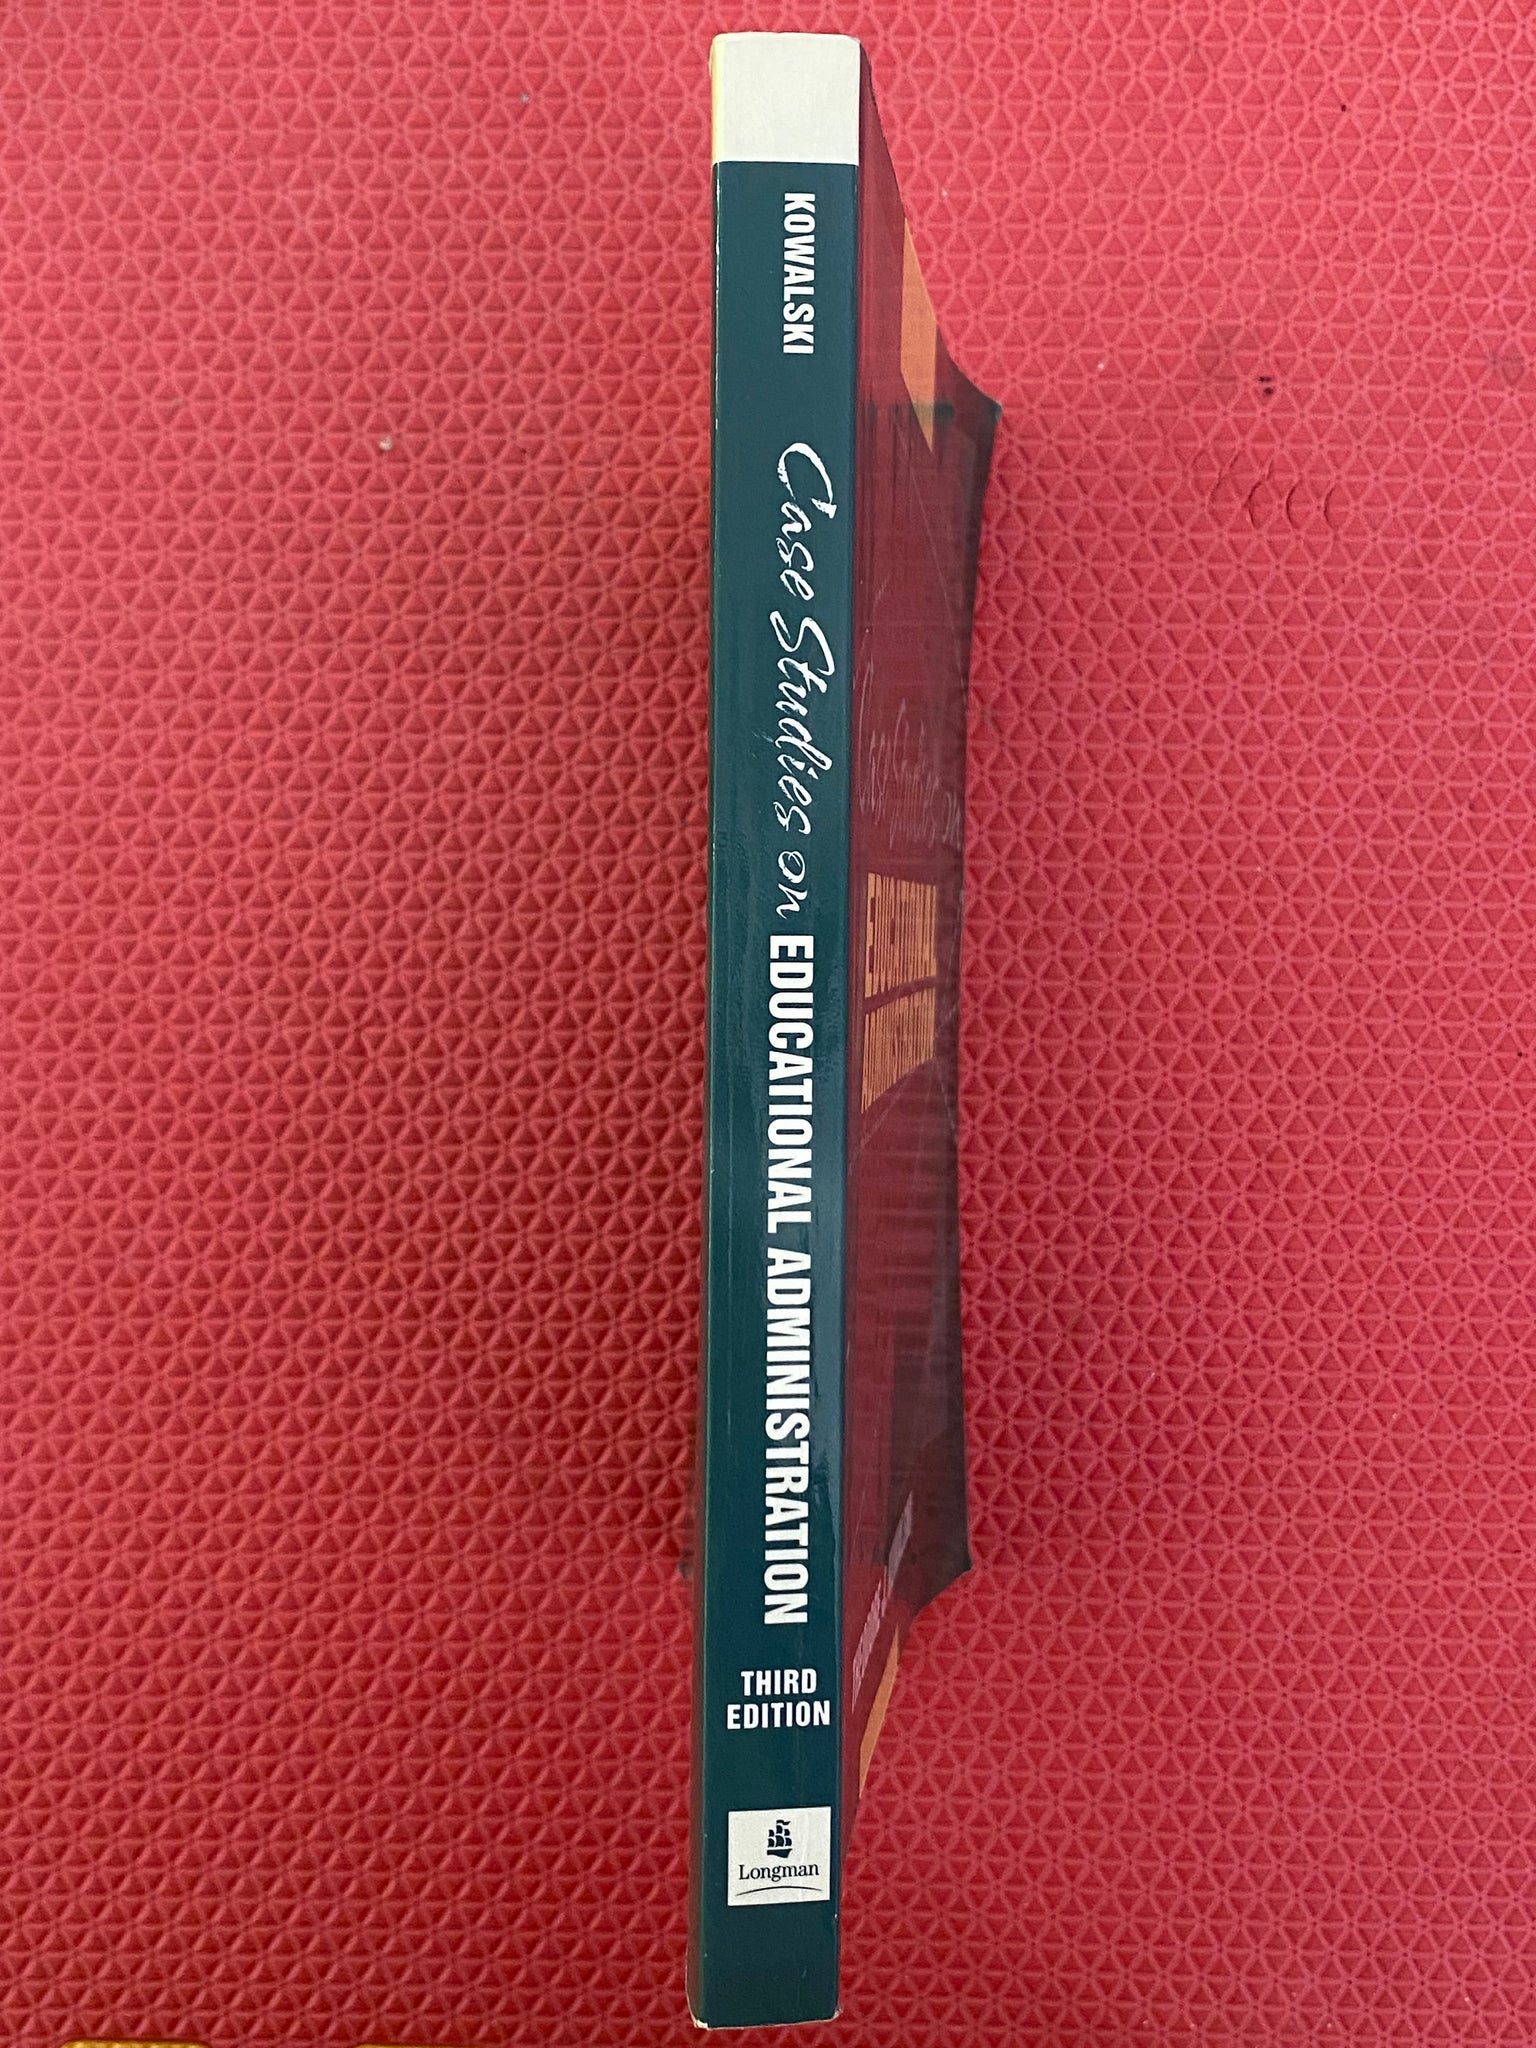 KOWALSKI
Case Studies on EDUCATIONAL ADMINISTRATION
THIRD
EDITION
Longman